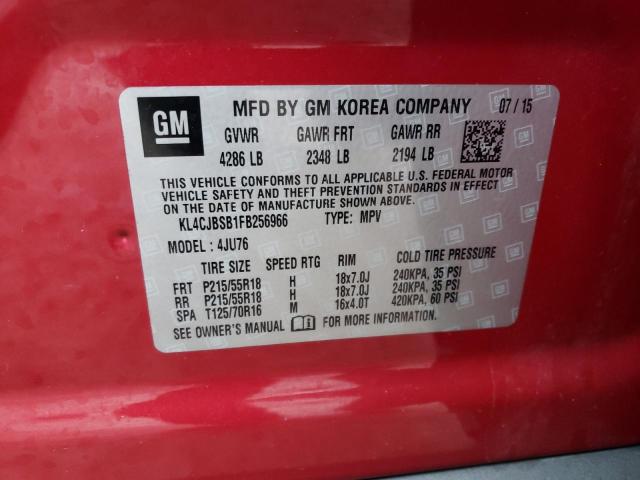 GM
MFD BY GM KOREA COMPANY 07 / 15
GVWR GAWR FRT GAWR RR
4286 LB 2348 LB 2194 LB
THIS VEHICLE CONFORMS TO ALL APPLICABLE U.S. FEDERAL MOTOR
VEHICLE SAFETY AND THEFT PREVENTION STANDARDS IN EFFECT
ON THE DATE OF MANUFACTURE SHOWN ABOVE.
KL4CJBSB1FB256966 TYPE: MPV
MODEL : 4JU76
TIRE SIZE SPEED RTG RIM COLD TIRE PRESSURE
FRT P215/55R18 H 18x7.0J 240KPA, 35 PSI
RR P215/55R18 H 18x7.0J 240KPA, 35 PSI
SPA T125/70R16 M 16x4.0T 420KPA, 60 PSI
SEE OWNER'S MANUAL FOR MORE INFORMATION.